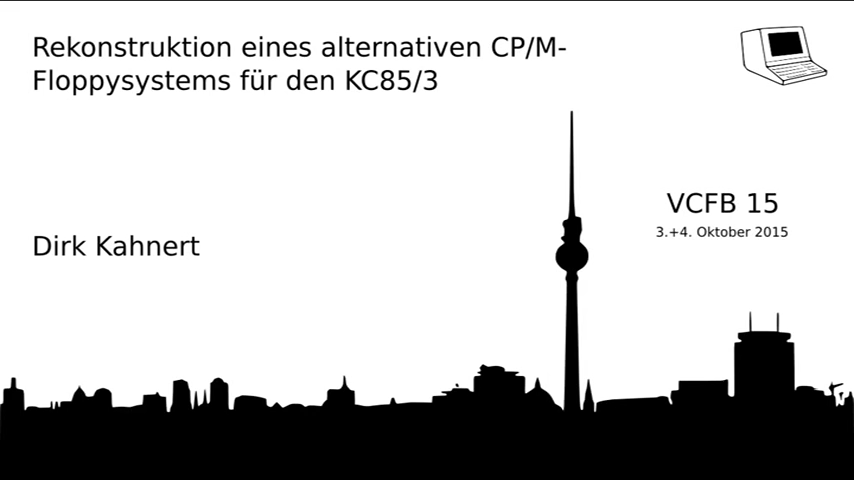 Rekonstruktion eines alternativen CP/M-
Floppysystems für den KC85/3
VCFB 15
3.+4. Oktober 2015
Dirk Kahnert